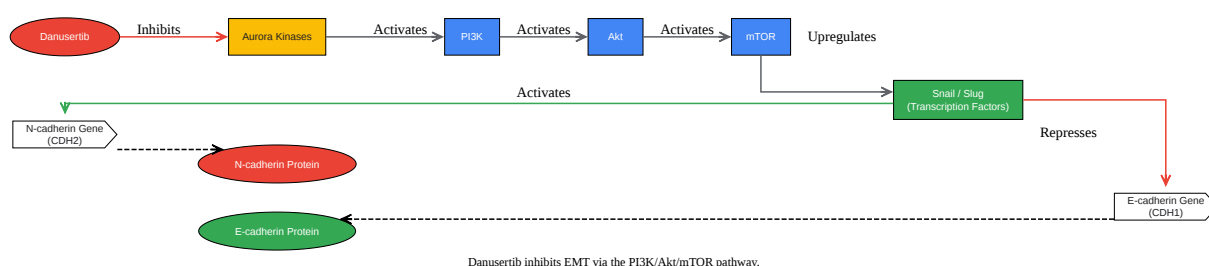 Danusertib
Inhibits
Aurora Kinases
Activates
PI3K
Activates
Akt
Activates
mTOR
Upregulates
Snail / Slug
(Transcription Factors)
Activates
Represses
N-cadherin Gene
(CDH2)
N-cadherin Protein
E-cadherin Gene
(CDH1)
E-cadherin Protein
Danusertib inhibits EMT via the PI3K/Akt/mTOR pathway.